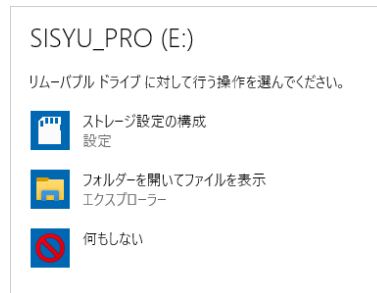 SISYU_PRO (E:)
リムーバブル ドライブ に対して行う操作を選んでください。
ストレージ設定の構成
設定
フォルダーを開いてファイルを表示
エクスプローラー
何もしない